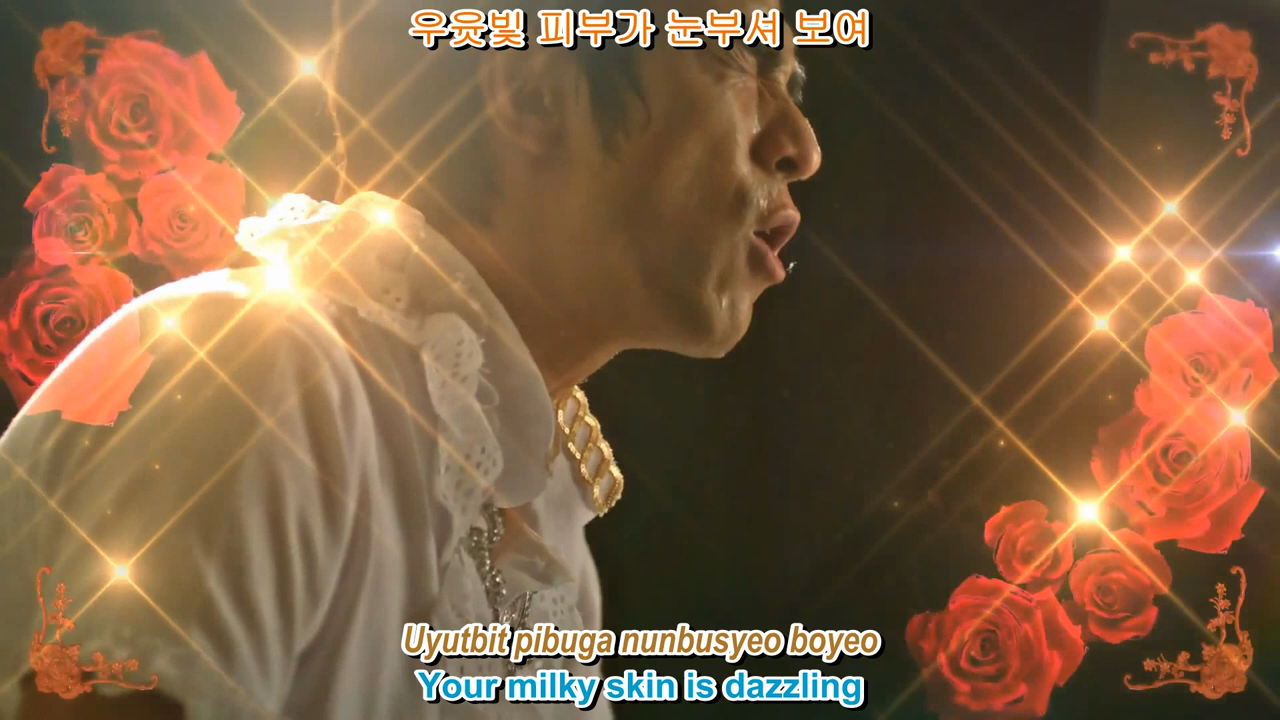 우윳빛 피부가 눈부셔 보여
Uyutbit pibuga nunbusyeo boyeo
Your milky skin is dazzling